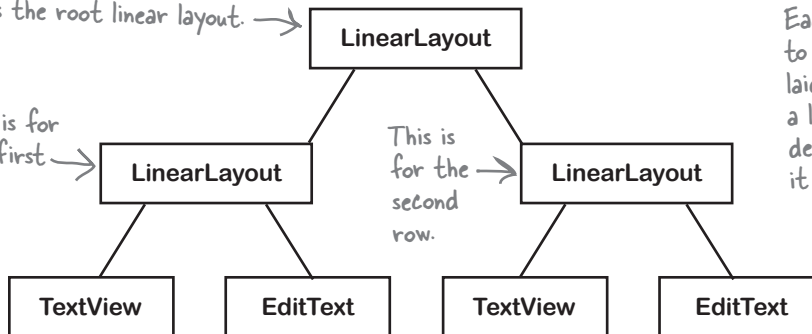 s the root linear layout.
LinearLayout
Ea
to
laid
a l
de
it
is for
first
LinearLayout
This is
for the
second
row.
LinearLayout
TextView
EditText
TextView
EditText